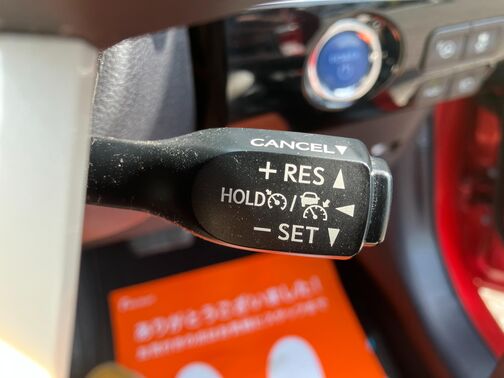 CANCEL▼
+ RES ▲
HOLD / ◀
- SET ▼
ありがとうございました!